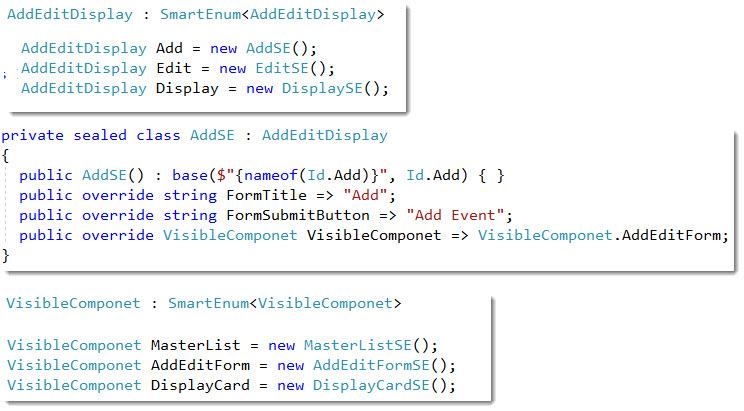 AddEditDisplay : SmartEnum<AddEditDisplay>
AddEditDisplay Add = new AddSE();
AddEditDisplay Edit = new EditSE();
; AddEditDisplay Display = new DisplaySE();
private sealed class AddSE : AddEditDisplay
{
public AddSE() : base($"{nameof(Id.Add)}", Id.Add) { }
public override string FormTitle => "Add";
public override string FormSubmitButton => "Add Event";
public override VisibleComponet VisibleComponet => VisibleComponet.AddEditForm;
}
VisibleComponet : SmartEnum<VisibleComponet>
VisibleComponet MasterList = new MasterListSE();
VisibleComponet AddEditForm = new AddEditFormSE();
VisibleComponet DisplayCard = new DisplayCardSE();